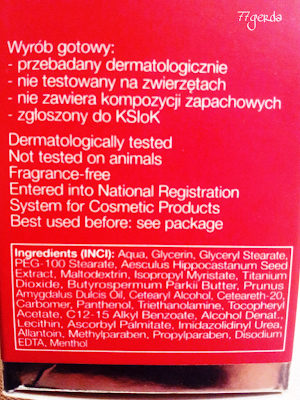 77gerda
Wyrób gotowy:
- przebadany dermatologicznie
- nie testowany na zwierzętach
- nie zawiera kompozycji zapachowych
- zgłoszony do KSIoK
Dermatologically tested
Not tested on animals
Fragrance-free
Entered into National Registration
System for Cosmetic Products
Best used before: see package
Ingredients (INCI): Aqua, Glycerin, Glyceryl Stearate,
PEG-100 Stearate, Aesculus Hippocastanum Seed
Extract, Maltodextrin, Isopropyl Myristate, Titanium
Dioxide, Butyrospermum Parkii Butter, Prunus
Amygdalus Dulcis Oil, Cetearyl Alcohol, Ceteareth-20,
Carbomer, Panthenol, Triethanolamine, Tocopheryl
Acetate, C12-15 Alkyl Benzoate, Alcohol Denat.,
Lecithin, Ascorbyl Palmitate, Imidazolidinyl Urea,
Allantoin, Methylparaben, Propylparaben, Disodium
EDTA, Menthol